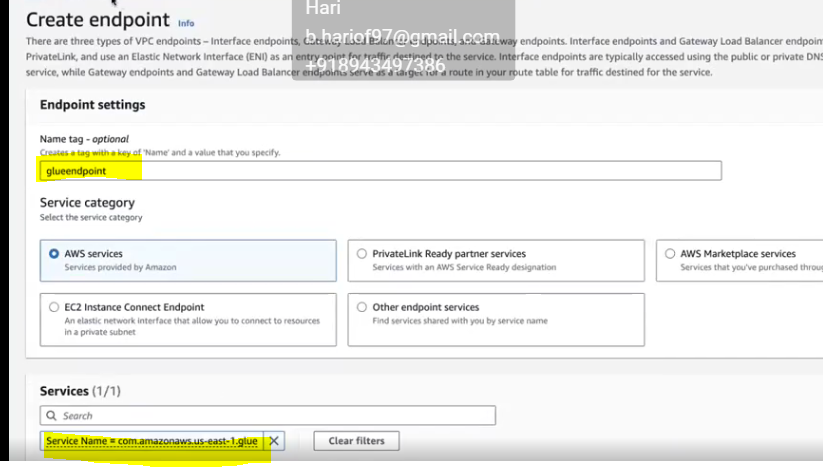 Create endpoint Info
Hari
b.hariof97@gmail.com
+918943497386
There are three types of VPC endpoints – Interface endpoints, Gateway Load Balancer endpoints, and Gateway endpoints. Interface endpoints and Gateway Load Balancer endpoin
PrivateLink, and use an Elastic Network Interface (ENI) as an entry point for traffic destined to the service. Interface endpoints are typically accessed using the public or private DNS
service, while Gateway endpoints and Gateway Load Balancer endpoints serve as a target for a route in your route table for traffic destined for the service.
Endpoint settings
Name tag - optional
Creates a tag with a key of 'Name' and a value that you specify.
glueendpoint
Service category
Select the service category
AWS services
Services provided by Amazon
PrivateLink Ready partner services
Services with an AWS Service Ready designation
AWS Marketplace services
Services that you've purchased throu
EC2 Instance Connect Endpoint
An elastic network interface that allow you to connect to resources
in a private subnet
Other endpoint services
Find services shared with you by service name
Services (1/1)
Search
Service Name = com.amazonaws.us-east-1.glue
Clear filters